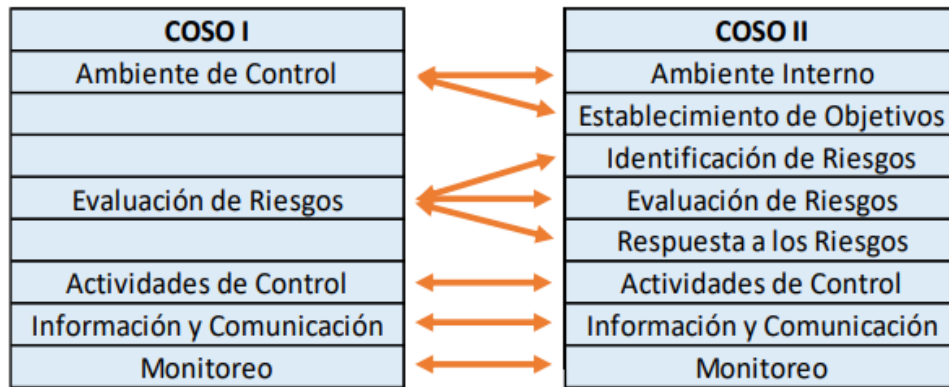 COSO I
Ambiente de Control
Evaluación de Riesgos
Actividades de Control
Información y Comunicación
Monitoreo
COSO II
Ambiente Interno
Establecimiento de Objetivos
Identificación de Riesgos
Evaluación de Riesgos
Respuesta a los Riesgos
Actividades de Control
Información y Comunicación
Monitoreo